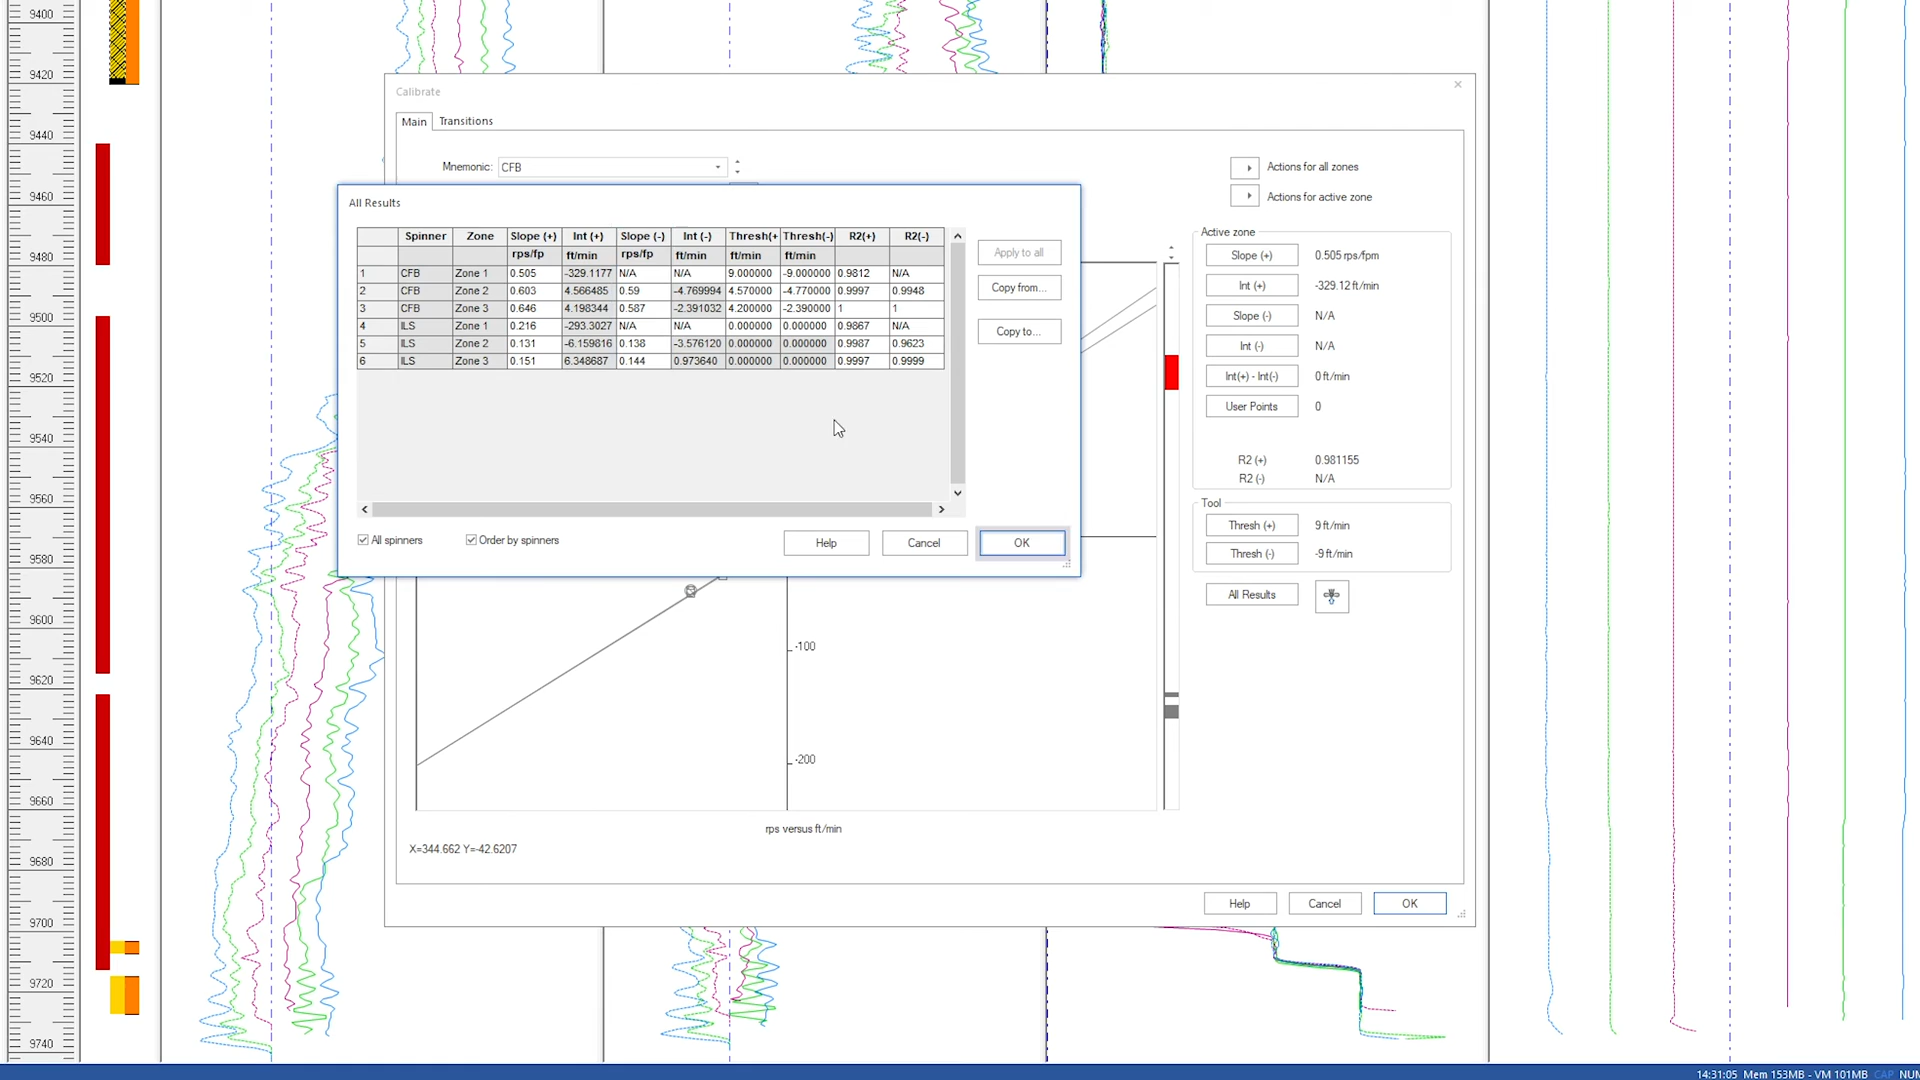 9400
9420
9440
9460
9480
9500
9520
9540
9560
9580
9600
9620
9640
9660
9680
9700
9720
9740
Calibrate
Main Transitions
Mnemonic: CFB
Actions for all zones
Actions for active zone
All Results
Spinner Zone Slope (+) Int (+) Slope (-) Int (-) Thresh(+ Thresh(-) R2(+) R2(-)
rps/fp ft/min rps/fp ft/min ft/min ft/min
1 CFB Zone 1 0.505 -329.1177 N/A N/A 9.000000 -9.000000 0.9812 N/A
2 CFB Zone 2 0.603 4.566485 0.59 -4.769994 4.570000 -4.770000 0.9997 0.9948
3 CFB Zone 3 0.646 4.198344 0.587 -2.391032 4.200000 -2.390000 1 1
4 ILS Zone 1 0.216 -293.3027 N/A N/A 0.000000 0.000000 0.9867 N/A
5 ILS Zone 2 0.131 -6.159816 0.138 -3.576120 0.000000 0.000000 0.9987 0.9623
6 ILS Zone 3 0.151 6.348687 0.144 0.973640 0.000000 0.000000 0.9997 0.9999
Apply to all
Copy from...
Copy to...
All spinners Order by spinners
Help Cancel OK
Active zone
Slope (+) 0.505 rps/fpm
Int (+) -329.12 ft/min
Slope (-) N/A
Int (-) N/A
Int(+) - Int(-) 0 ft/min
User Points 0
R2 (+) 0.981155
R2 (-) N/A
Tool
Thresh (+) 9 ft/min
Thresh (-) -9 ft/min
All Results
-100
-200
rps versus ft/min
X=344.662 Y=-42.6207
Help Cancel OK
14:31:05 Mem 153MB - VM 101MB CAP NUM